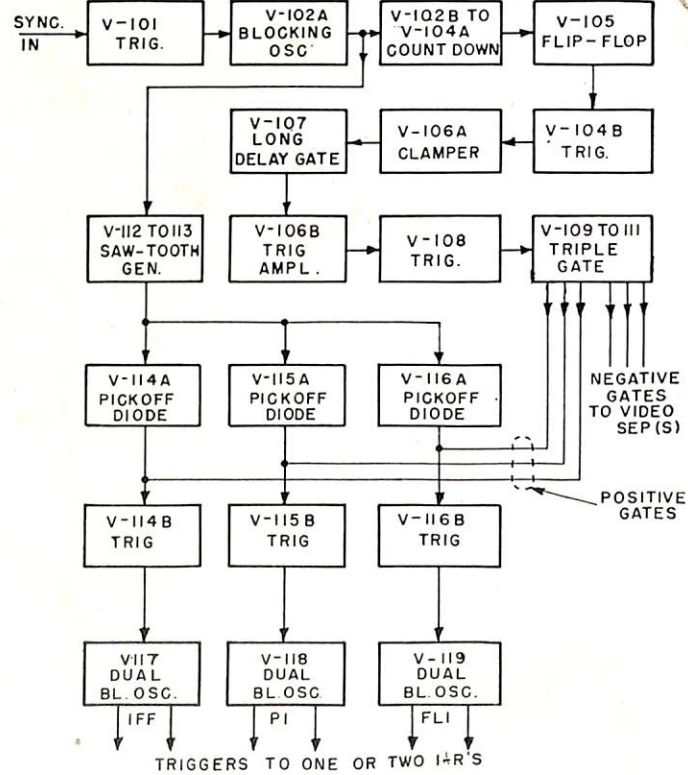 SYNC.
IN
V-101
TRIG.
V-102A
BLOCKING
OSC
V-102B TO
V-104A
COUNT DOWN
V-105
FLIP-FLOP
V-107
LONG
DELAY GATE
V-106A
CLAMPER
V-104B
TRIG.
V-112 TO 113
SAW-TOOTH
GEN.
V-106B
TRIG
AMPL.
V-108
TRIG.
V-109 TO 111
TRIPLE
GATE
V-114A
PICKOFF
DIODE
V-115A
PICKOFF
DIODE
V-116A
PICKOFF
DIODE
NEGATIVE
GATES
TO VIDEO
SEP(S)
POSITIVE
GATES
V-114B
TRIG
V-115B
TRIG
V-116B
TRIG
V-117
DUAL
BL. OSC.
V-118
DUAL
BL. OSC.
V-119
DUAL
BL. OSC.
IFF
PI
FLI
TRIGGERS TO ONE OR TWO